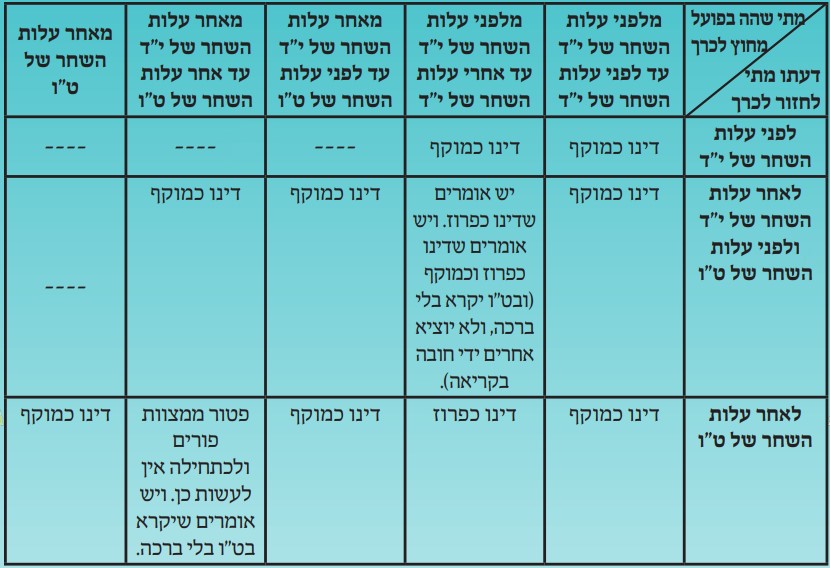 מתי שהה בפועל
מחוץ לכרך
דעתו מתי
לחזור לכרך
מלפני עלות
השחר של י"ד
עד לפני עלות
השחר של י"ד
מלפני עלות
השחר של י"ד
עד אחרי עלות
השחר של י"ד
מאחר עלות
השחר של י"ד
עד לפני עלות
השחר של ט"ו
מאחר עלות
השחר של י"ד
עד אחר עלות
השחר של ט"ו
מאחר עלות
השחר של
ט"ו
לפני עלות
השחר של י"ד
דינו כמוקף
דינו כמוקף
----
----
----
לאחר עלות
השחר של י"ד
ולפני עלות
השחר של ט"ו
דינו כמוקף
יש אומרים
שדינו כפרוז. ויש
אומרים שדינו
כפרוז וכמוקף
(ובט"ו יקרא בלי
ברכה, ולא יוציא
אחרים ידי חובה
בקריאה).
דינו כמוקף
דינו כמוקף
----
לאחר עלות
השחר של ט"ו
דינו כמוקף
דינו כפרוז
דינו כמוקף
פטור ממצוות
פורים
ולכתחילה אין
לעשות כן. ויש
אומרים שיקרא
בט"ו בלי ברכה.
דינו כמוקף